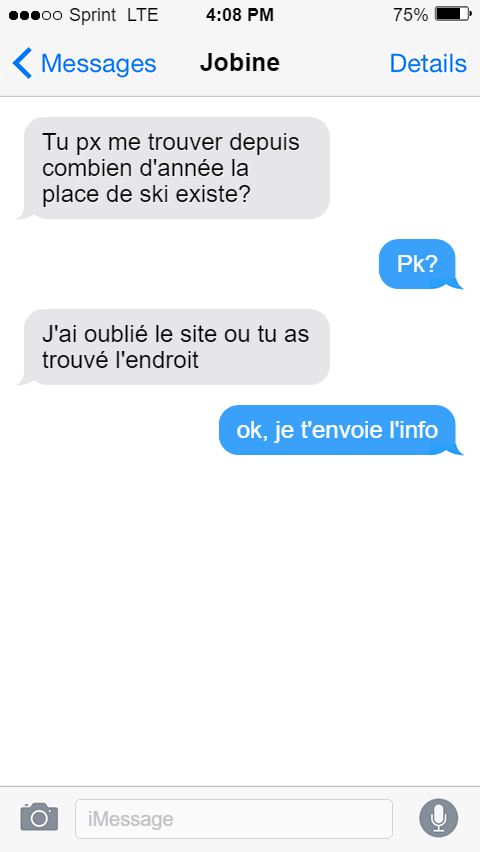 Sprint LTE 4:08 PM 75%
Messages Jobine Details
Tu px me trouver depuis
combien d'année la
place de ski existe?
Pk?
J'ai oublié le site ou tu as
trouvé l'endroit
ok, je t'envoie l'info
iMessage